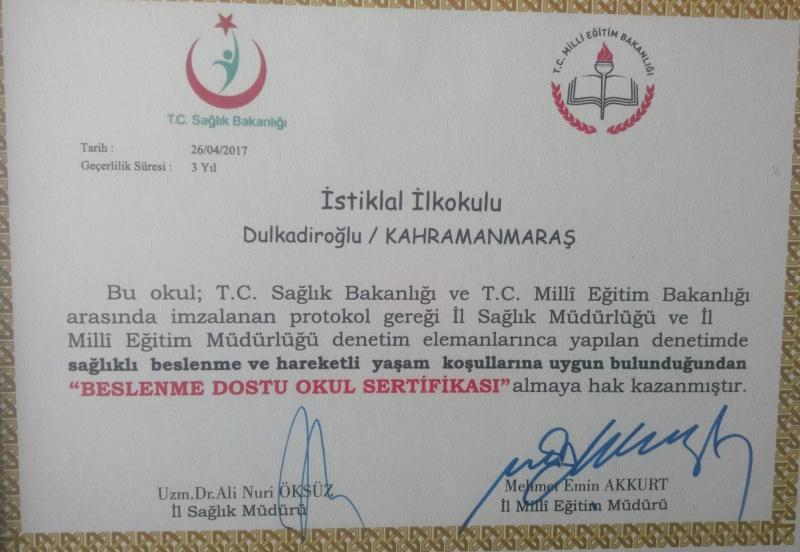 T.C. Sağlık Bakanlığı
T.C. MİLLİ EĞİTİM BAKANLIĞI
Tarih : 26/04/2017
Geçerlilik Süresi : 3 Yıl
İstiklal İlkokulu
Dulkadiroğlu / KAHRAMANMARAŞ
Bu okul; T.C. Sağlık Bakanlığı ve T.C. Millî Eğitim Bakanlığı
arasında imzalanan protokol gereği İl Sağlık Müdürlüğü ve İl
Millî Eğitim Müdürlüğü denetim elemanlarınca yapılan denetimde
sağlıklı beslenme ve hareketli yaşam koşullarına uygun bulunduğundan
“BESLENME DOSTU OKUL SERTİFİKASI” almaya hak kazanmıştır.
Uzm.Dr.Ali Nuri ÖKSÜZ
İl Sağlık Müdürü
Mehmet Emin AKKURT
İl Millî Eğitim Müdürü